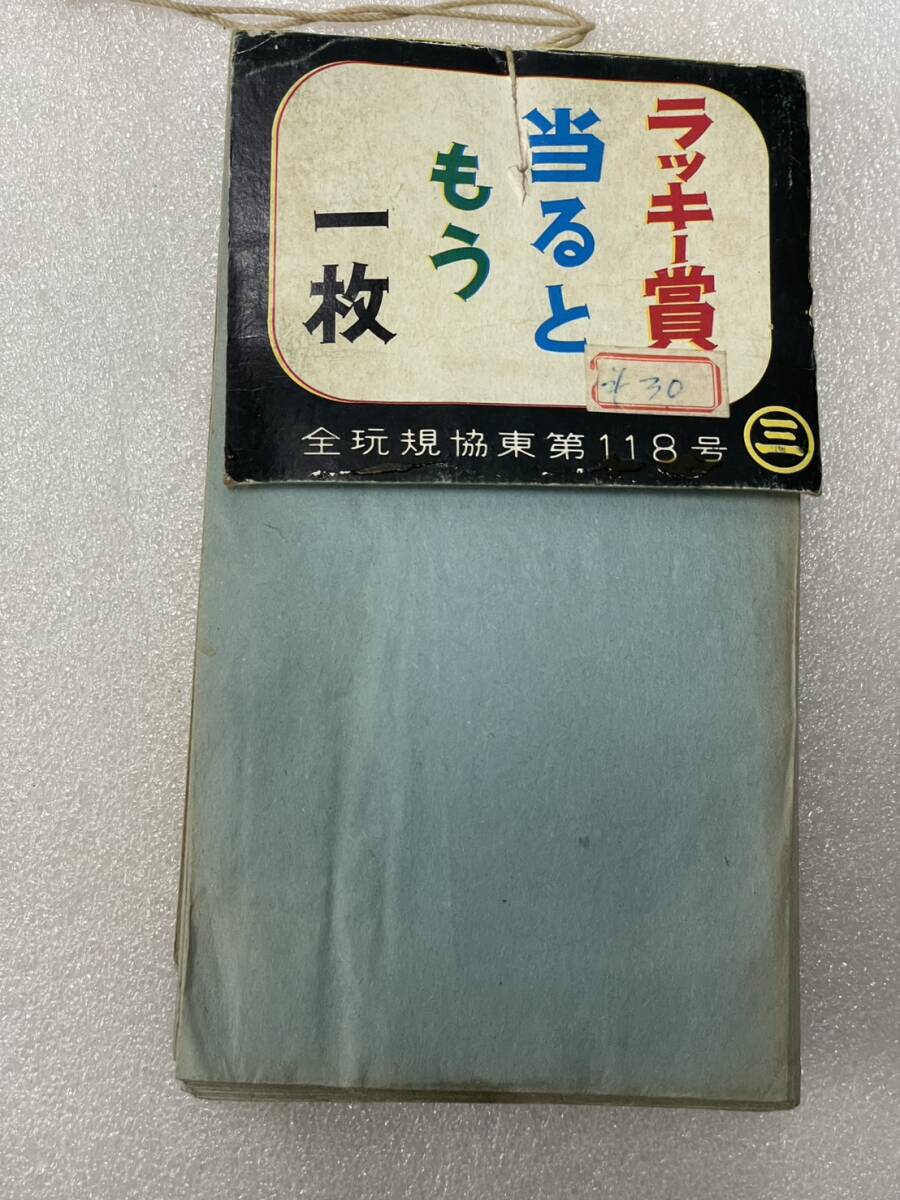 ラッキー賞
当ると
もう
一枚
30
全玩規協東第118号
三